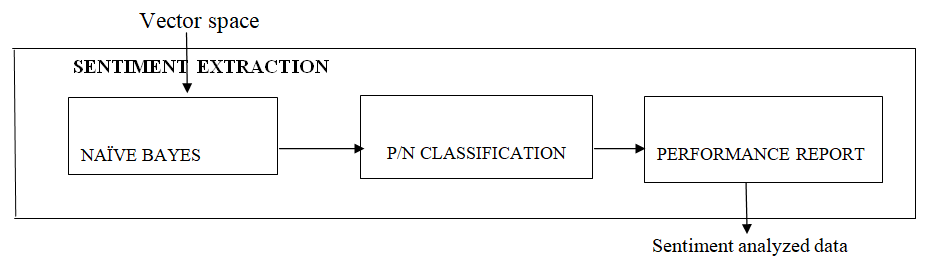 Vector space
SENTIMENT EXTRACTION
NAÏVE BAYES
P/N CLASSIFICATION
PERFORMANCE REPORT
Sentiment analyzed data